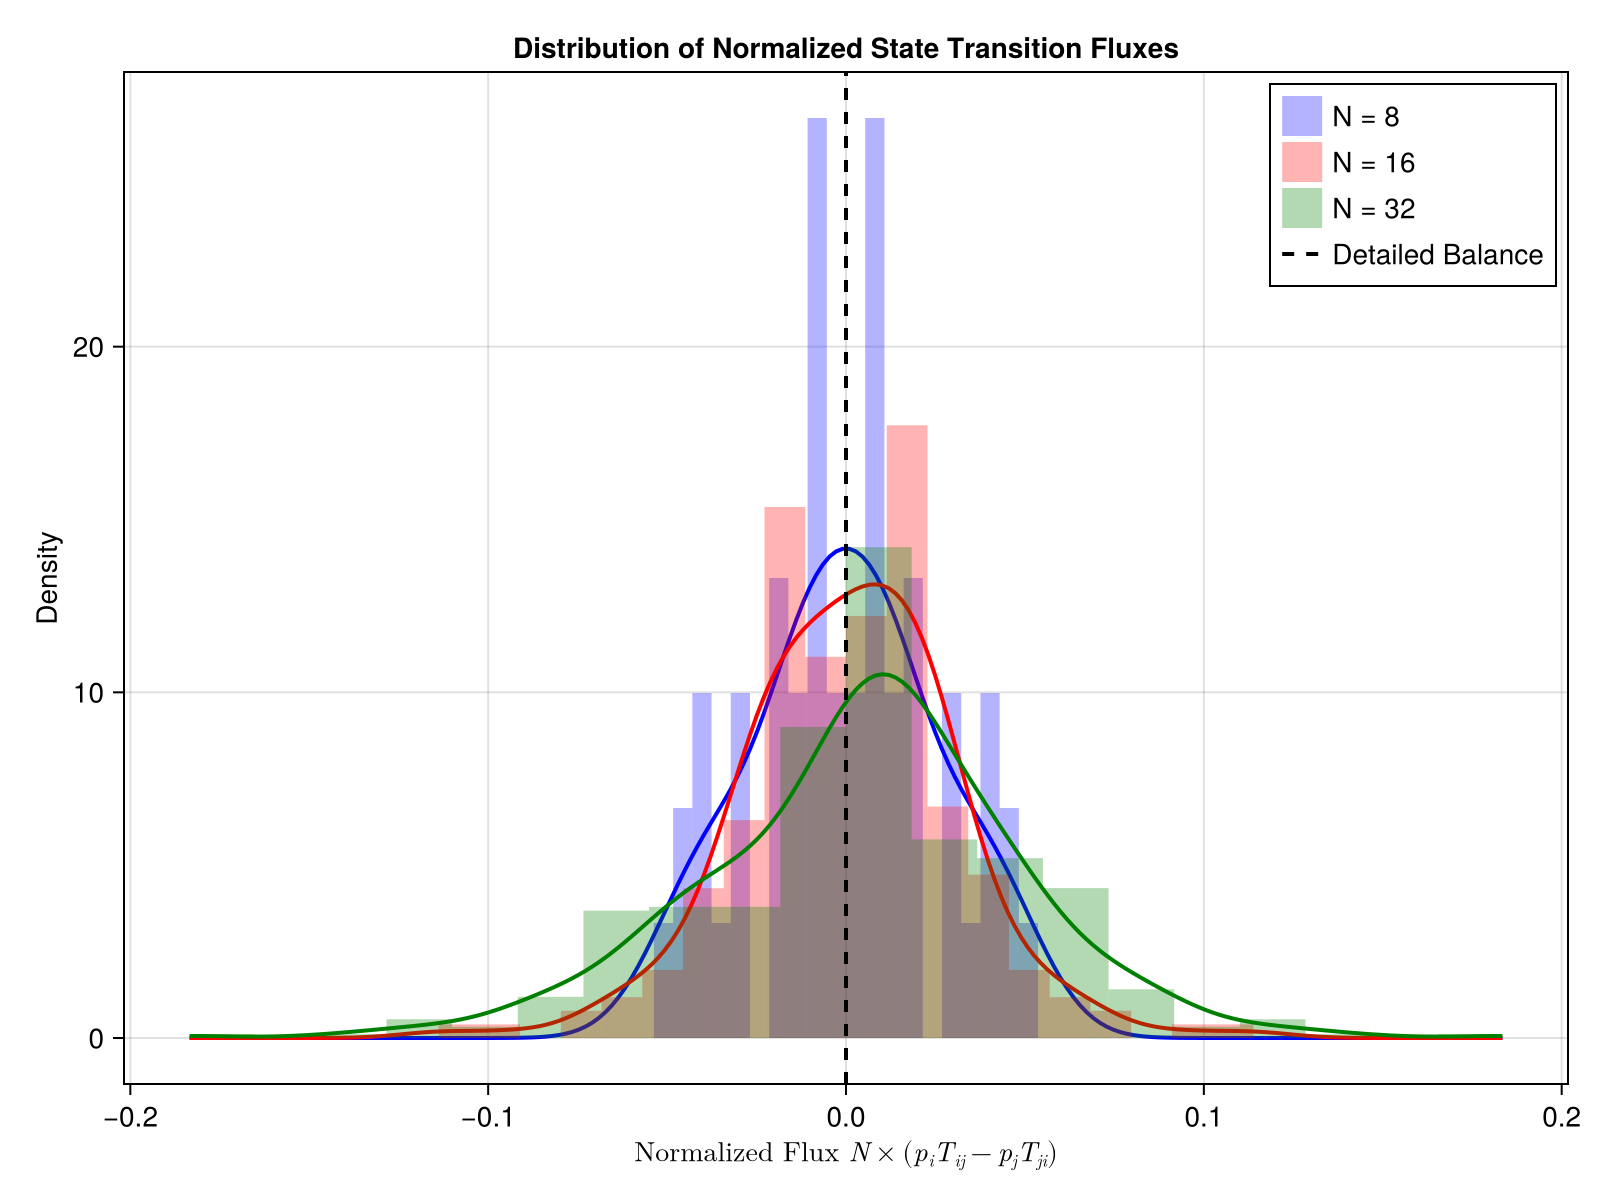 Distribution of Normalized State Transition Fluxes
N = 8
N = 16
N = 32
Detailed Balance
Density
20
10
0
−0.2 −0.1 0.0 0.1 0.2
Normalized Flux N × (p_i T_ij − p_j T_ji)